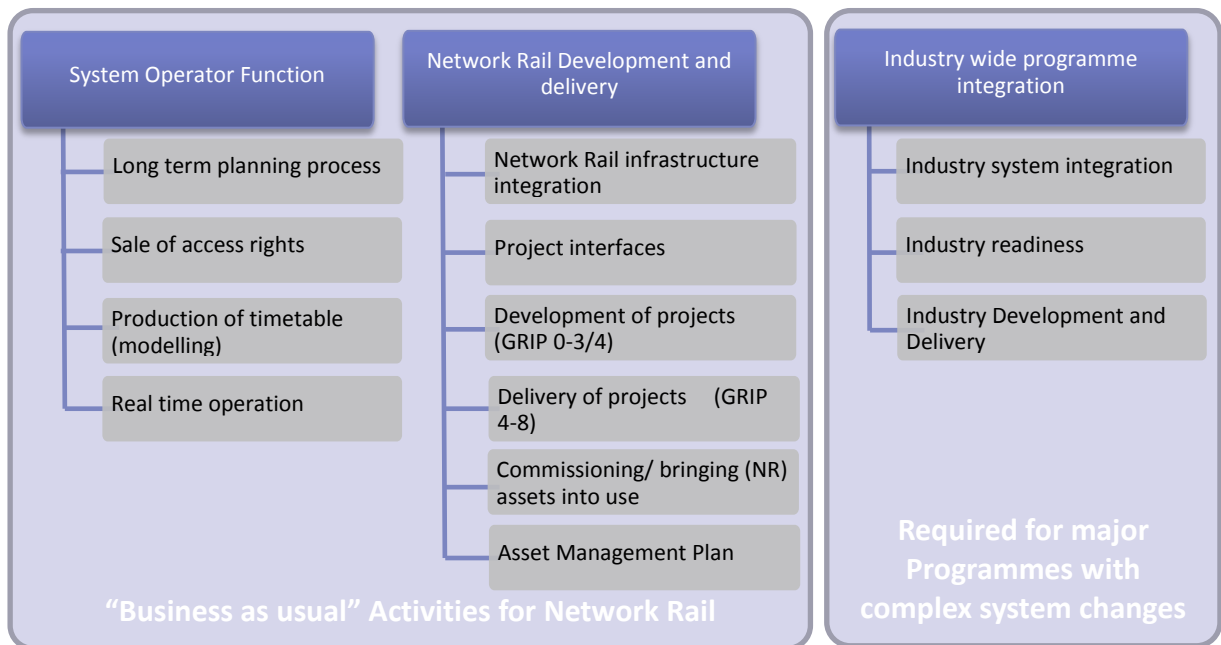 System Operator Function
Long term planning process
Sale of access rights
Production of timetable
(modelling)
Real time operation
Network Rail Development and
delivery
Network Rail infrastructure
integration
Project interfaces
Development of projects
(GRIP 0-3/4)
Delivery of projects (GRIP
4-8)
Commissioning/ bringing (NR)
assets into use
Asset Management Plan
“Business as usual” Activities for Network Rail
Industry wide programme
integration
Industry system integration
Industry readiness
Industry Development and
Delivery
Required for major
Programmes with
complex system changes